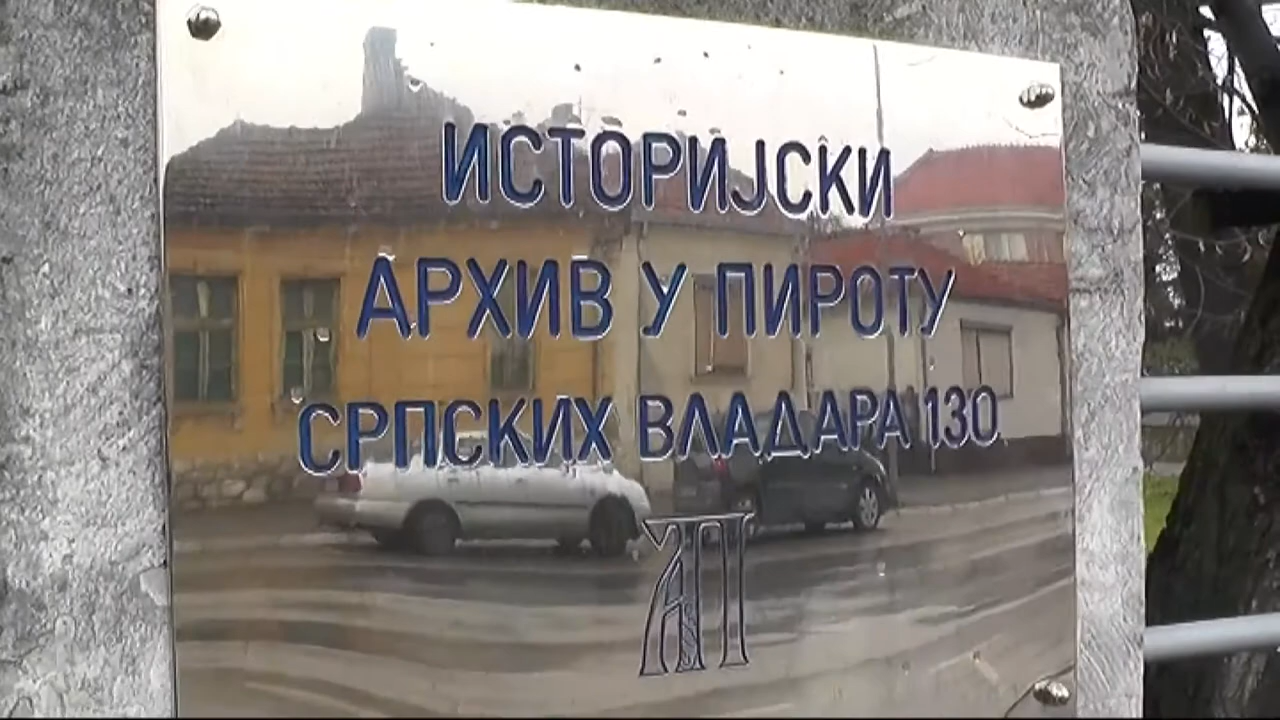 ИСТОРИЈСКИ
АРХИВ У ПИРОТУ
СРПСКИХ ВЛАДАРА 130
АП